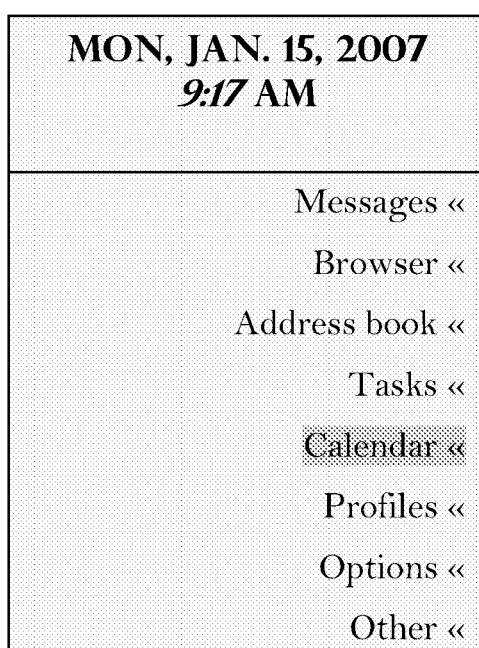 MON, JAN. 15, 2007
9:17 AM
Messages «
Browser «
Address book «
Tasks «
Calendar «
Profiles «
Options «
Other «